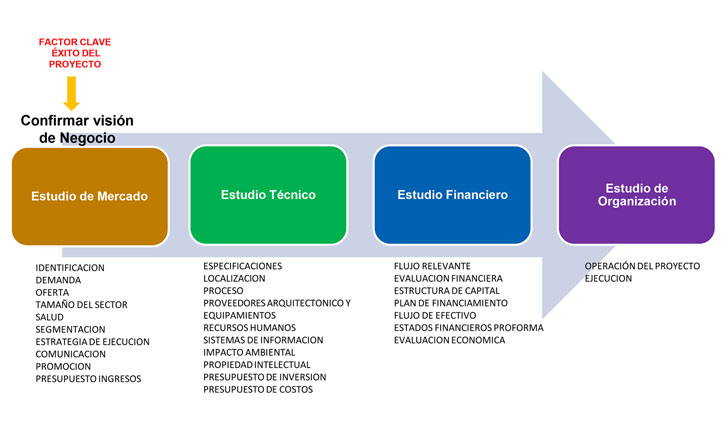 FACTOR CLAVE
ÉXITO DEL
PROYECTO
Confirmar visión
de Negocio
Estudio de Mercado
Estudio Técnico
Estudio Financiero
Estudio de
Organización
IDENTIFICACION
DEMANDA
OFERTA
TAMAÑO DEL SECTOR
SALUD
SEGMENTACION
ESTRATEGIA DE EJECUCION
COMUNICACION
PROMOCION
PRESUPUESTO INGRESOS
ESPECIFICACIONES
LOCALIZACION
PROCESO
PROVEEDORES ARQUITECTONICO Y
EQUIPAMIENTOS
RECURSOS HUMANOS
SISTEMAS DE INFORMACION
IMPACTO AMBIENTAL
PROPIEDAD INTELECTUAL
PRESUPUESTO DE INVERSION
PRESUPUESTO DE COSTOS
FLUJO RELEVANTE
EVALUACION FINANCIERA
ESTRUCTURA DE CAPITAL
PLAN DE FINANCIAMIENTO
FLUJO DE EFECTIVO
ESTADOS FINANCIEROS PROFORMA
EVALUACION ECONOMICA
OPERACIÓN DEL PROYECTO
EJECUCION